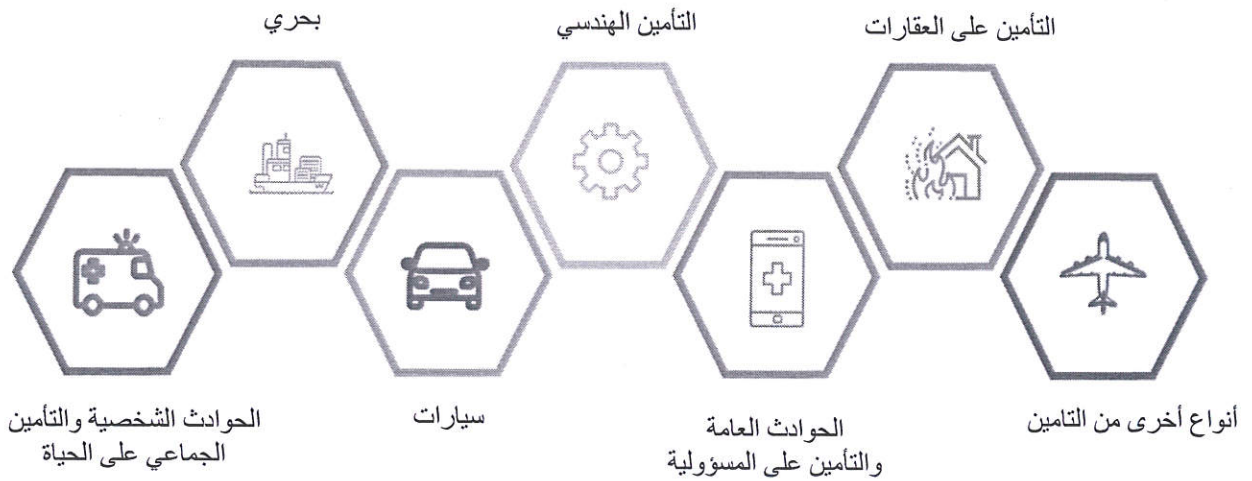 التأمين على العقارات
التأمين الهندسي
بحري
أنواع أخرى من التامين
الحوادث العامة
والتأمين على المسؤولية
سيارات
الحوادث الشخصية والتأمين
الجماعي على الحياة